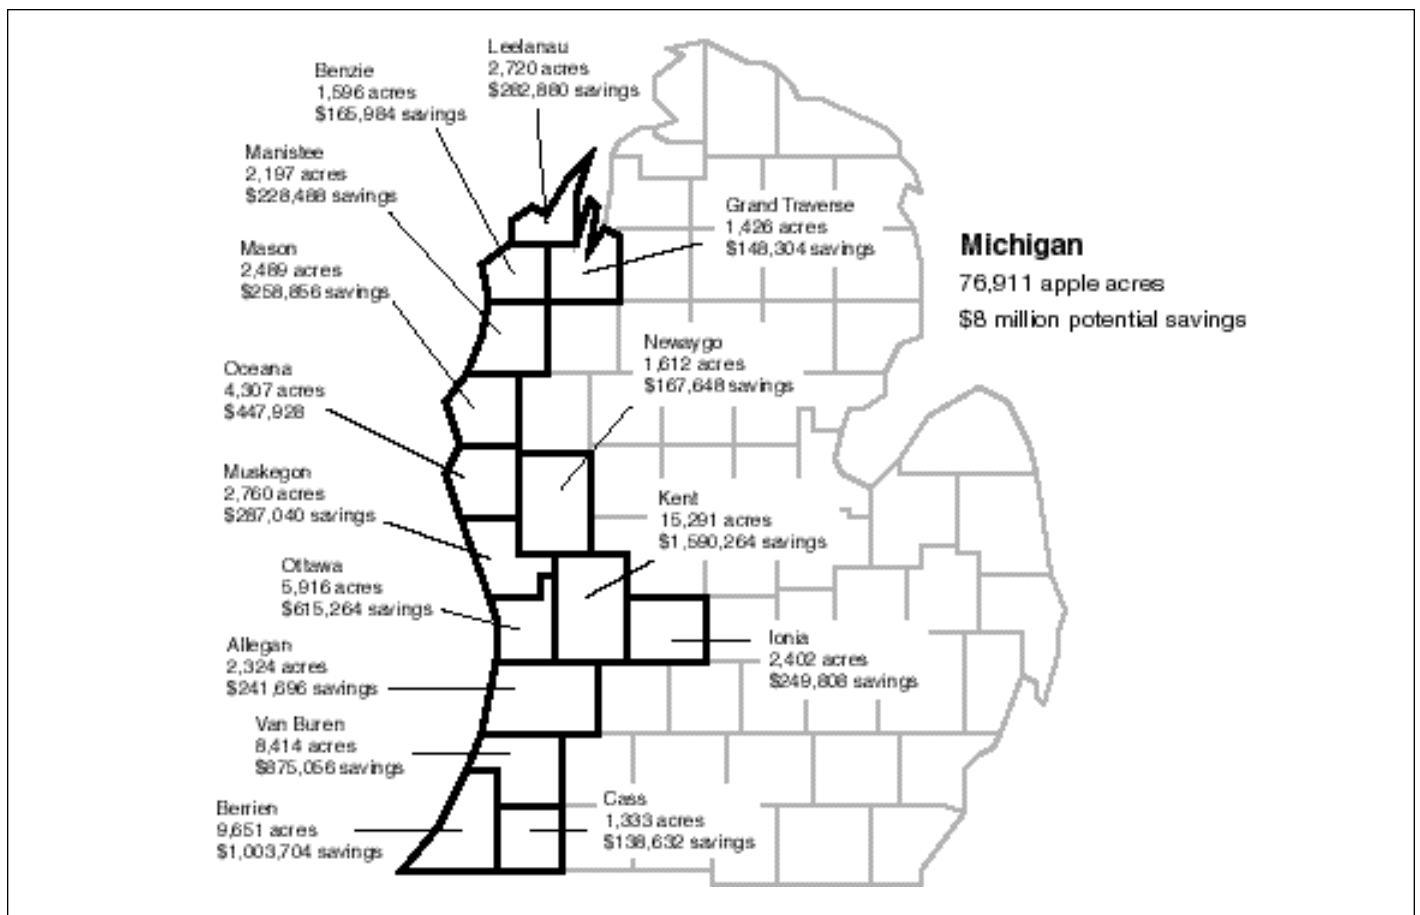 Leelanau
2,720 acres
$282,880 savings
Benzie
1,596 acres
$165,984 savings
Manistee
2,197 acres
$228,488 savings
Grand Traverse
1,426 acres
$148,304 savings
Michigan
76,911 apple acres
$8 million potential savings
Mason
2,489 acres
$258,856 savings
Newaygo
1,612 acres
$167,648 savings
Oceana
4,307 acres
$447,928
Muskegon
2,760 acres
$287,040 savings
Kent
15,291 acres
$1,590,264 savings
Ottawa
5,916 acres
$615,264 savings
Ionia
2,402 acres
$249,808 savings
Allegan
2,324 acres
$241,696 savings
Van Buren
8,414 acres
$875,056 savings
Cass
1,333 acres
$138,632 savings
Berrien
9,651 acres
$1,003,704 savings